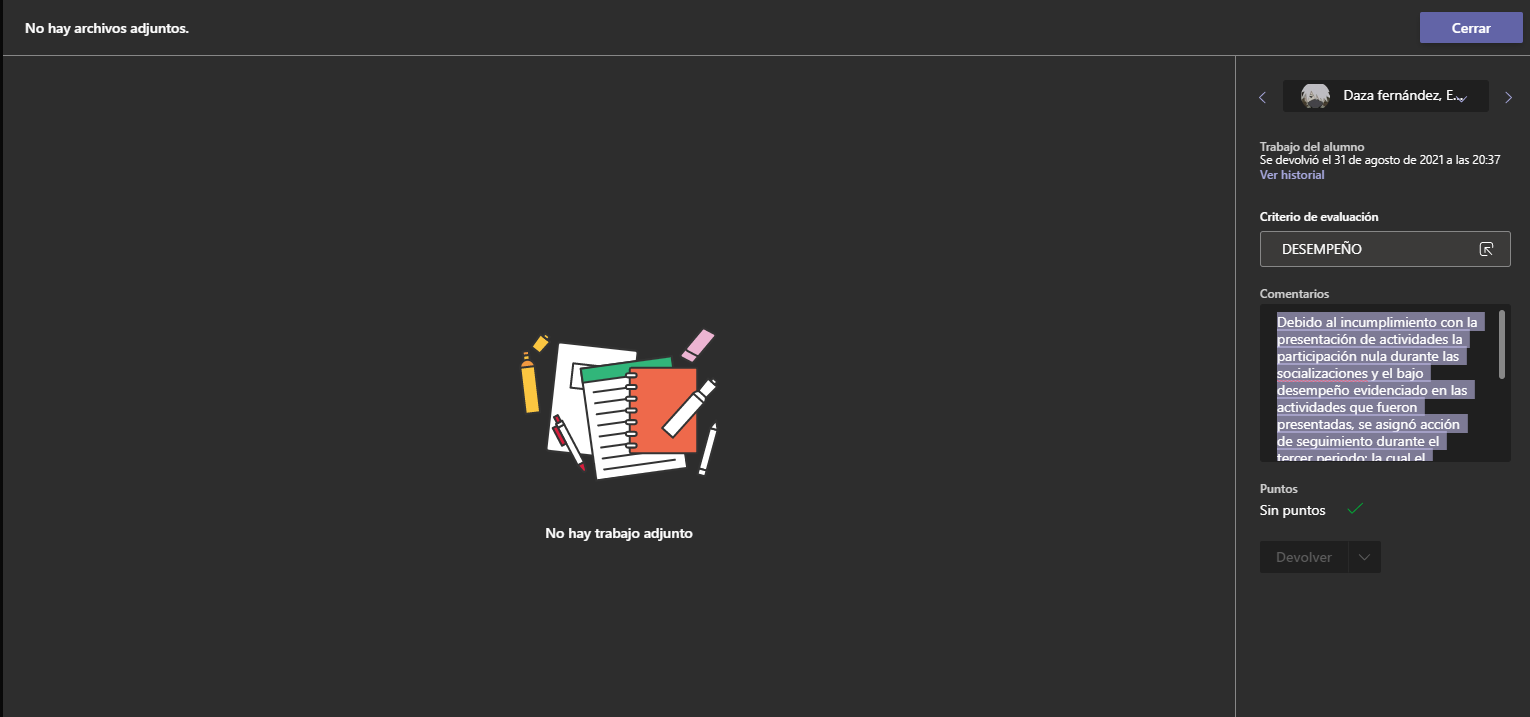 No hay archivos adjuntos.
Cerrar
Daza fernández, E...
Trabajo del alumno
Se devolvió el 31 de agosto de 2021 a las 20:37
Ver historial
Criterio de evaluación
DESEMPEÑO
Comentarios
Debido al incumplimiento con la
presentación de actividades la
participación nula durante las
socializaciones y el bajo
desempeño evidenciado en las
actividades que fueron
presentadas, se asignó acción
de seguimiento durante el
tercer periodo; la cual el
Puntos
Sin puntos
Devolver
No hay trabajo adjunto